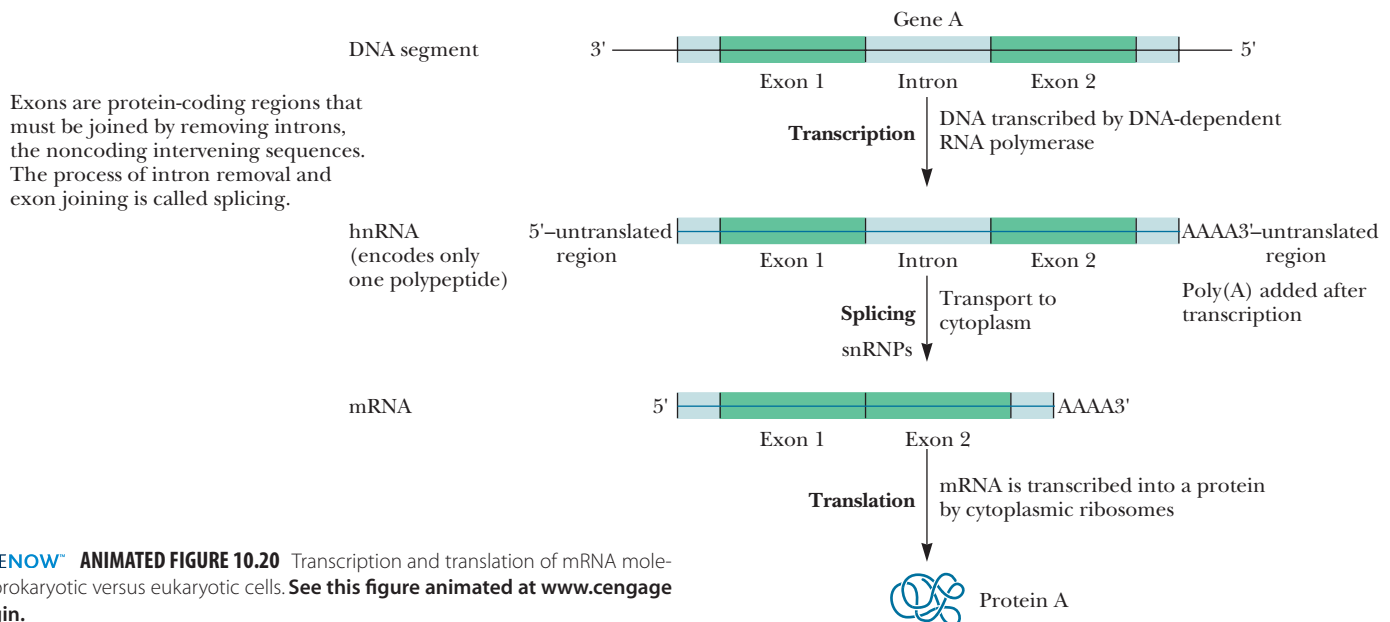 Gene A
DNA segment
3'
5'
Exon 1
Intron
Exon 2
Exons are protein-coding regions that
must be joined by removing introns,
the noncoding intervening sequences.
The process of intron removal and
exon joining is called splicing.
Transcription
DNA transcribed by DNA-dependent
RNA polymerase
hnRNA
(encodes only
one polypeptide)
5'–untranslated
region
AAAA3'–untranslated
region
Exon 1
Intron
Exon 2
Poly(A) added after
transcription
Splicing
snRNPs
Transport to
cytoplasm
mRNA
5'
AAAA3'
Exon 1
Exon 2
Translation
mRNA is transcribed into a protein
by cytoplasmic ribosomes
Protein A
ENOW™ ANIMATED FIGURE 10.20 Transcription and translation of mRNA mole-
prokaryotic versus eukaryotic cells. See this figure animated at www.cengage
gin.